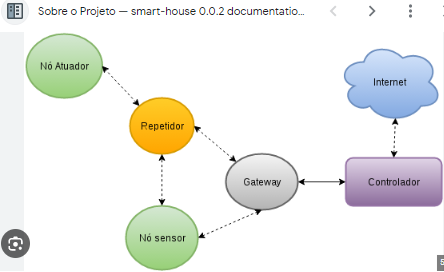 Sobre o Projeto — smart-house 0.0.2 documentatio...
Nó Atuador
Internet
Repetidor
Gateway
Controlador
Nó sensor